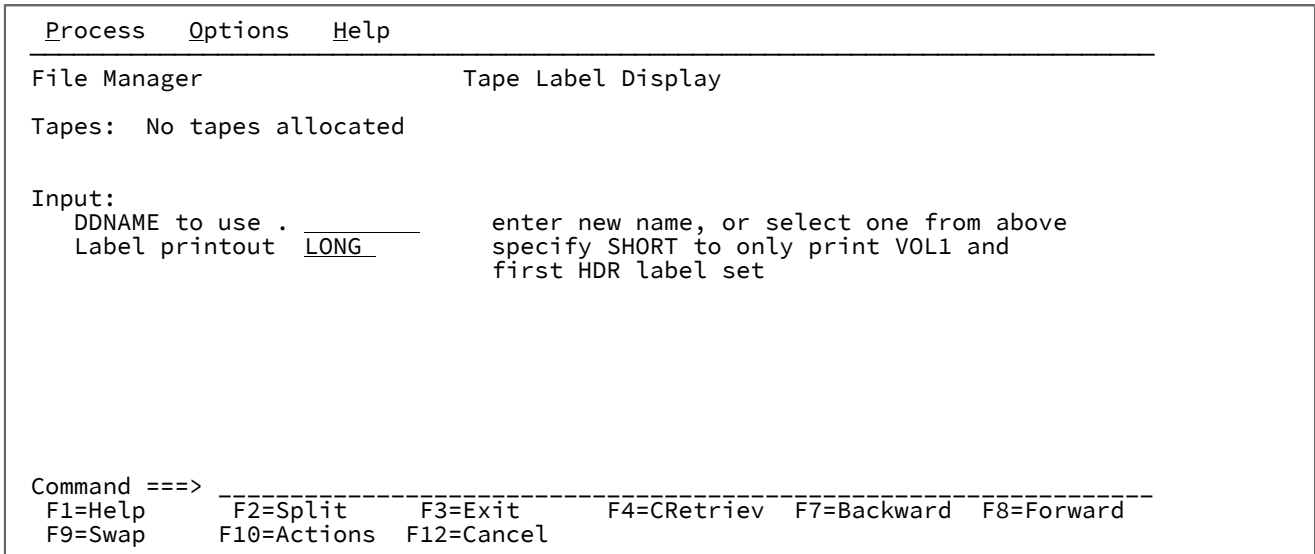 Process   Options   Help
File Manager                  Tape Label Display
Tapes:  No tapes allocated
Input:
DDNAME to use . ________     enter new name, or select one from above
Label printout  LONG         specify SHORT to only print VOL1 and
first HDR label set
Command ===> _________________________________________________________________
F1=Help      F2=Split     F3=Exit      F4=CRetriev  F7=Backward  F8=Forward
F9=Swap     F10=Actions  F12=Cancel